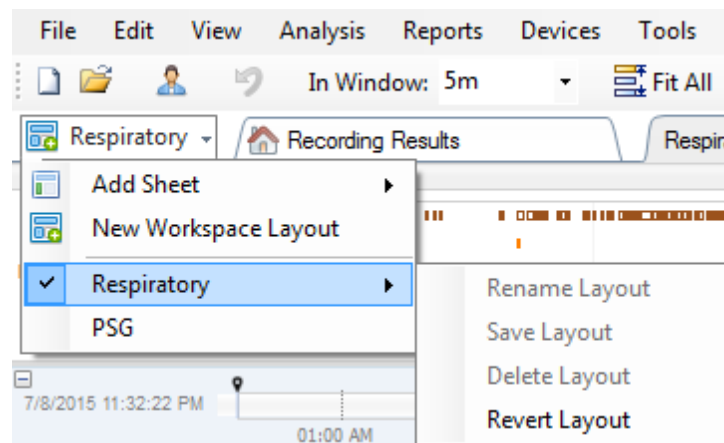 File Edit View Analysis Reports Devices Tools
In Window: 5m Fit All
Respiratory Recording Results Respir
Add Sheet
New Workspace Layout
Respiratory
PSG
Rename Layout
Save Layout
Delete Layout
Revert Layout
7/8/2015 11:32:22 PM
01:00 AM